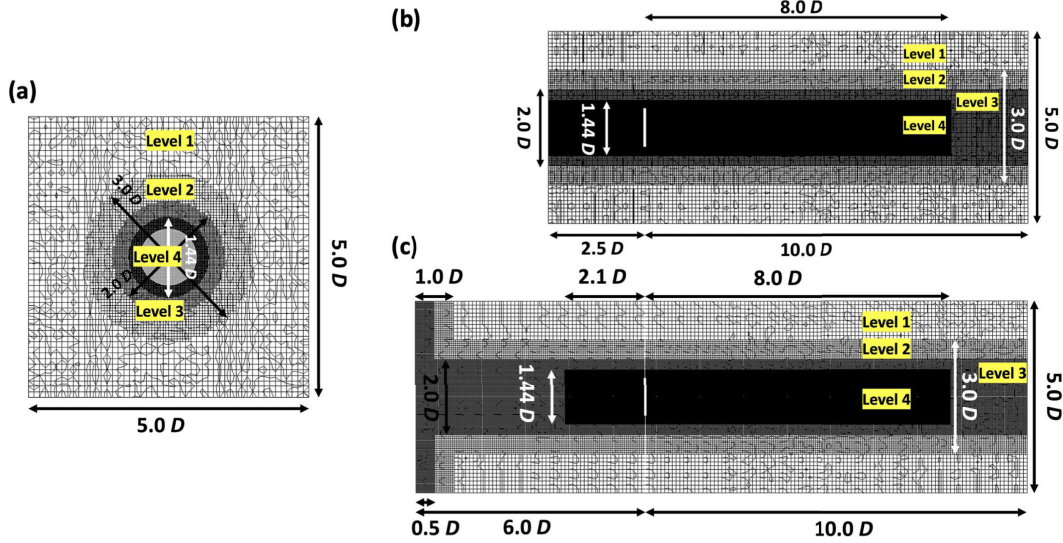 (a)
Level 1
3.0 D
Level 2
1.44 D
Level 4
2.0 D
Level 3
5.0 D
5.0 D
(b)
8.0 D
Level 1
Level 2
Level 3
Level 4
2.0 D
1.44 D
3.0 D
5.0 D
2.5 D
10.0 D
(c)
1.0 D
2.1 D
8.0 D
Level 1
Level 2
Level 3
Level 4
2.0 D
1.44 D
3.0 D
5.0 D
0.5 D
6.0 D
10.0 D